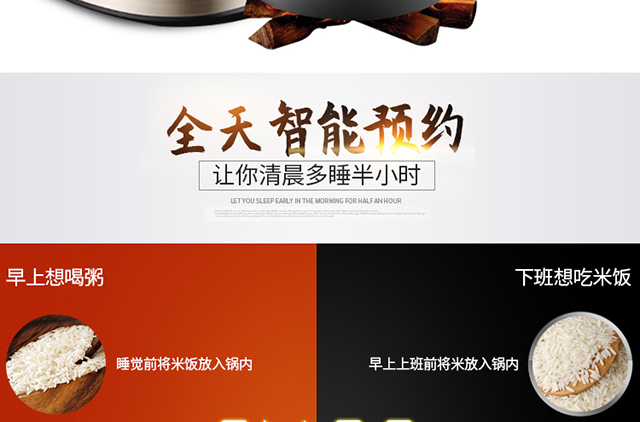 全天智能预约
让你清晨多睡半小时
LET YOU SLEEP EARLY IN THE MORNING FOR HALF AN HOUR
早上想喝粥
下班想吃米饭
睡觉前将米饭放入锅内
早上上班前将米放入锅内